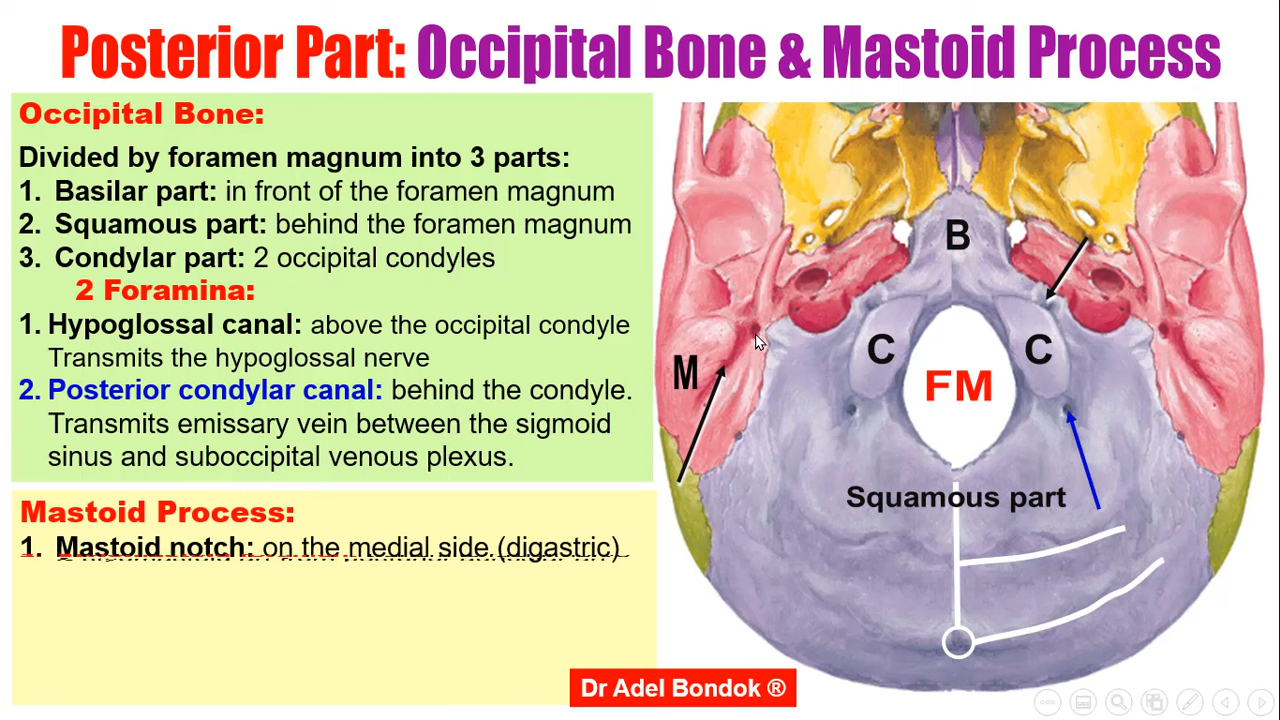 Posterior Part: Occipital Bone & Mastoid Process
Occipital Bone:
Divided by foramen magnum into 3 parts:
1. Basilar part: in front of the foramen magnum
2. Squamous part: behind the foramen magnum
3. Condylar part: 2 occipital condyles
2 Foramina:
1. Hypoglossal canal: above the occipital condyle
Transmits the hypoglossal nerve
2. Posterior condylar canal: behind the condyle.
Transmits emissary vein between the sigmoid
sinus and suboccipital venous plexus.
Mastoid Process:
1. Mastoid notch: on the medial side (digastric)
B
C
C
M
FM
Squamous part
Dr Adel Bondok ®